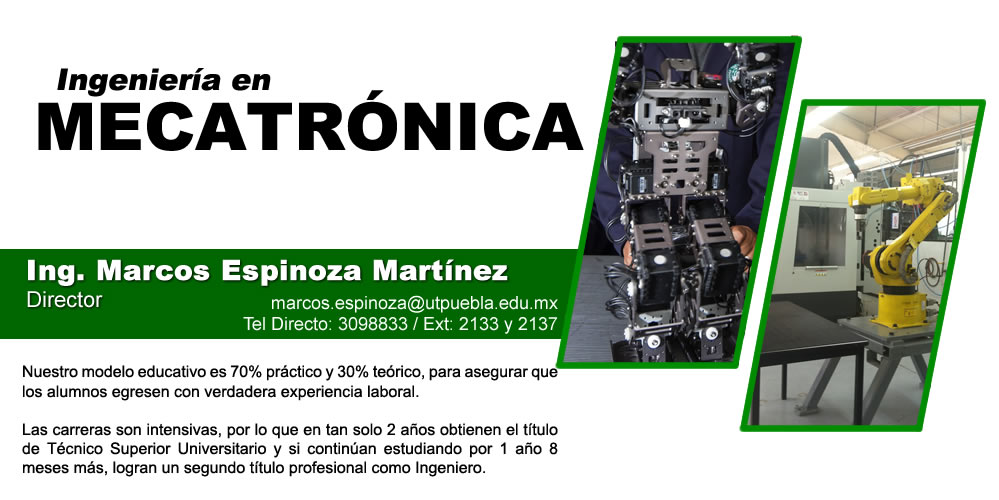 Ingeniería en
MECATRÓNICA
Ing. Marcos Espinoza Martínez
Director
marcos.espinoza@utpuebla.edu.mx
Tel Directo: 3098833 / Ext: 2133 y 2137
Nuestro modelo educativo es 70% práctico y 30% teórico, para asegurar que
los alumnos egresen con verdadera experiencia laboral.
Las carreras son intensivas, por lo que en tan solo 2 años obtienen el título
de Técnico Superior Universitario y si continúan estudiando por 1 año 8
meses más, logran un segundo título profesional como Ingeniero.